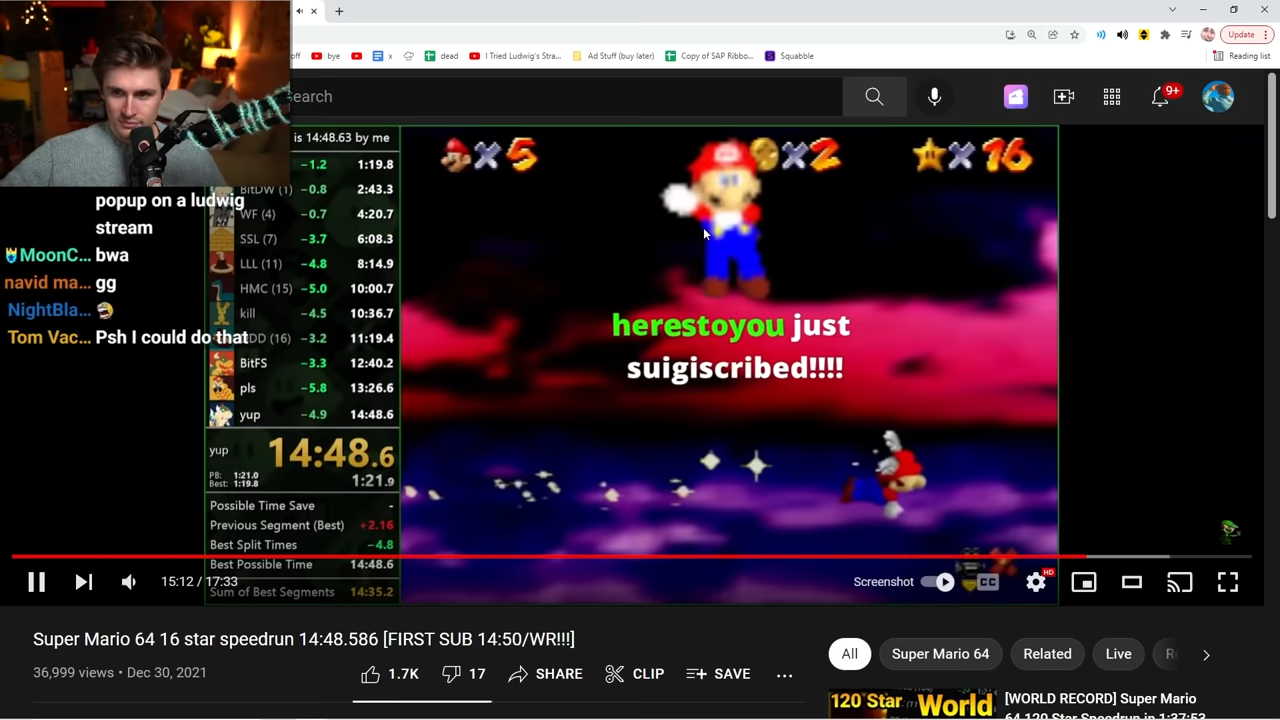 Update
off
bye
x
dead
I Tried Ludwig's Stra...
Ad Stuff (buy later)
Copy of SAP Ribbo...
Squabble
Reading list
earch
9+
popup on a ludwig
stream
MoonC... bwa
navid ma... gg
NightBla...
Tom Vac... Psh I could do that
is 14:48.63 by me
-1.2 1:19.8
BitDW (1) -0.8 2:43.3
WF (4) -0.7 4:20.7
SSL (7) -3.7 6:08.3
LLL (11) -4.8 8:14.9
HMC (15) -5.0 10:00.7
kill -4.5 10:36.7
DD (16) -3.2 11:19.4
BitFS -3.3 12:40.2
pls -5.8 13:26.6
yup -4.9 14:48.6
yup 14:48.6
PB: 1:21.0
Best: 1:19.8
1:21.9
Possible Time Save -
Previous Segment (Best) +2.16
Best Split Times -4.8
Best Possible Time 14:48.6
Sum of Best Segments 14:35.2
×5
×2
×16
herestoyou just
suigiscribed!!!!
15:12 / 17:33
Screenshot
CC
HD
Super Mario 64 16 star speedrun 14:48.586 [FIRST SUB 14:50/WR!!!]
36,999 views • Dec 30, 2021
1.7K
17
SHARE
CLIP
SAVE
...
All
Super Mario 64
Related
Live
120 Star
World
[WORLD RECORD] Super Mario
64 120 Star Speedrun in 1:37:53